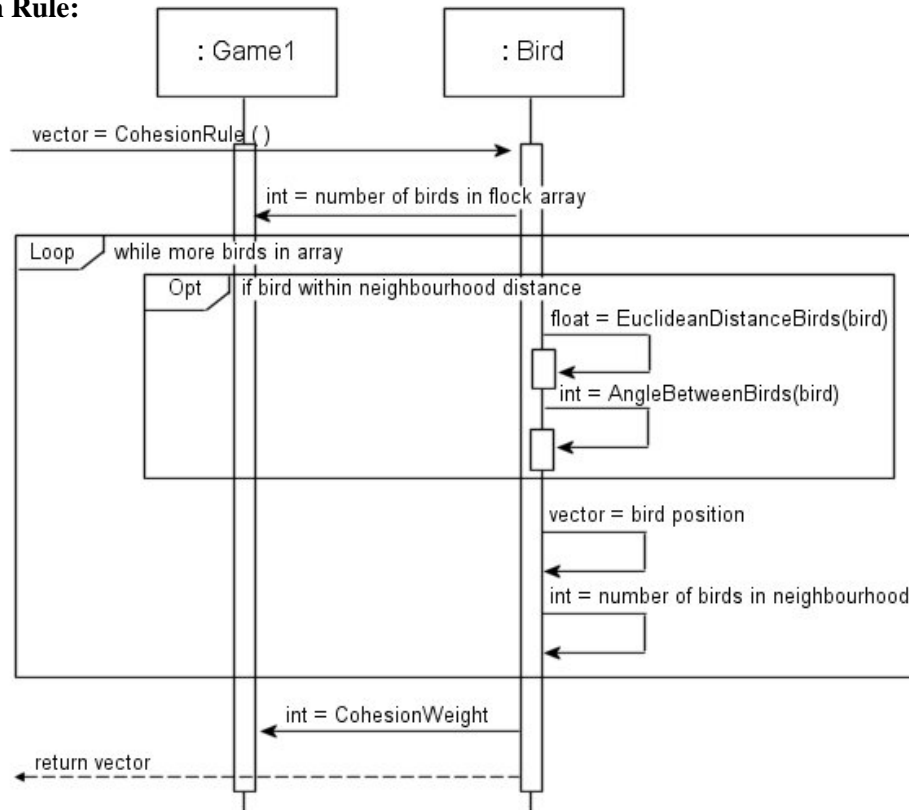 Rule:
: Game1
: Bird
vector = CohesionRule ( )
int = number of birds in flock array
Loop
while more birds in array
Opt
if bird within neighbourhood distance
float = EuclideanDistanceBirds(bird)
int = AngleBetweenBirds(bird)
vector = bird position
int = number of birds in neighbourhood
int = CohesionWeight
return vector